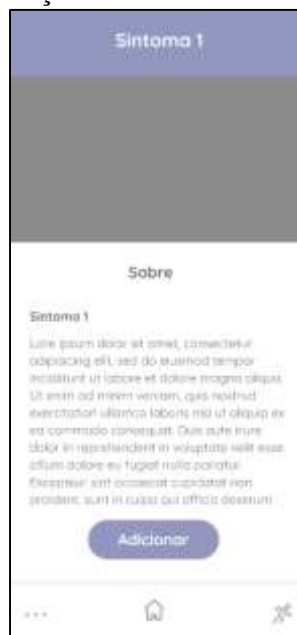 Sintoma 1
Sobre
Sintoma 1
Lore ipsum dolor sit amet, consectetur
adipiscing elit, sed do eiusmod tempor
incididunt ut labore et dolore magna aliqua.
Ut enim ad minim veniam, quis nostrud
exercitation ullamco laboris nisi ut aliquip ex
ea commodo consequat. Duis aute irure
dolor in reprehenderit in voluptate velit esse
cillum dolore eu fugiat nulla pariatur.
Excepteur sint occaecat cupidatat non
proident, sunt in culpa qui officia deserunt
Adicionar